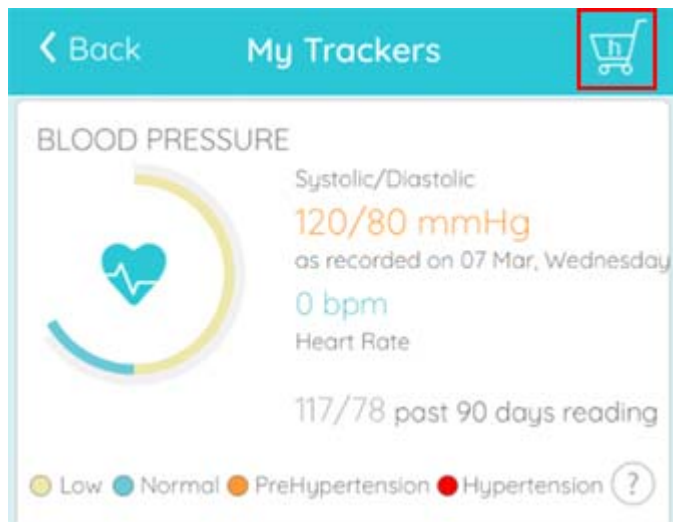 Back
My Trackers
h
BLOOD PRESSURE
Systolic/Diastolic
120/80 mmHg
as recorded on 07 Mar, Wednesday
0 bpm
Heart Rate
117/78 past 90 days reading
Low Normal PreHypertension Hypertension ?